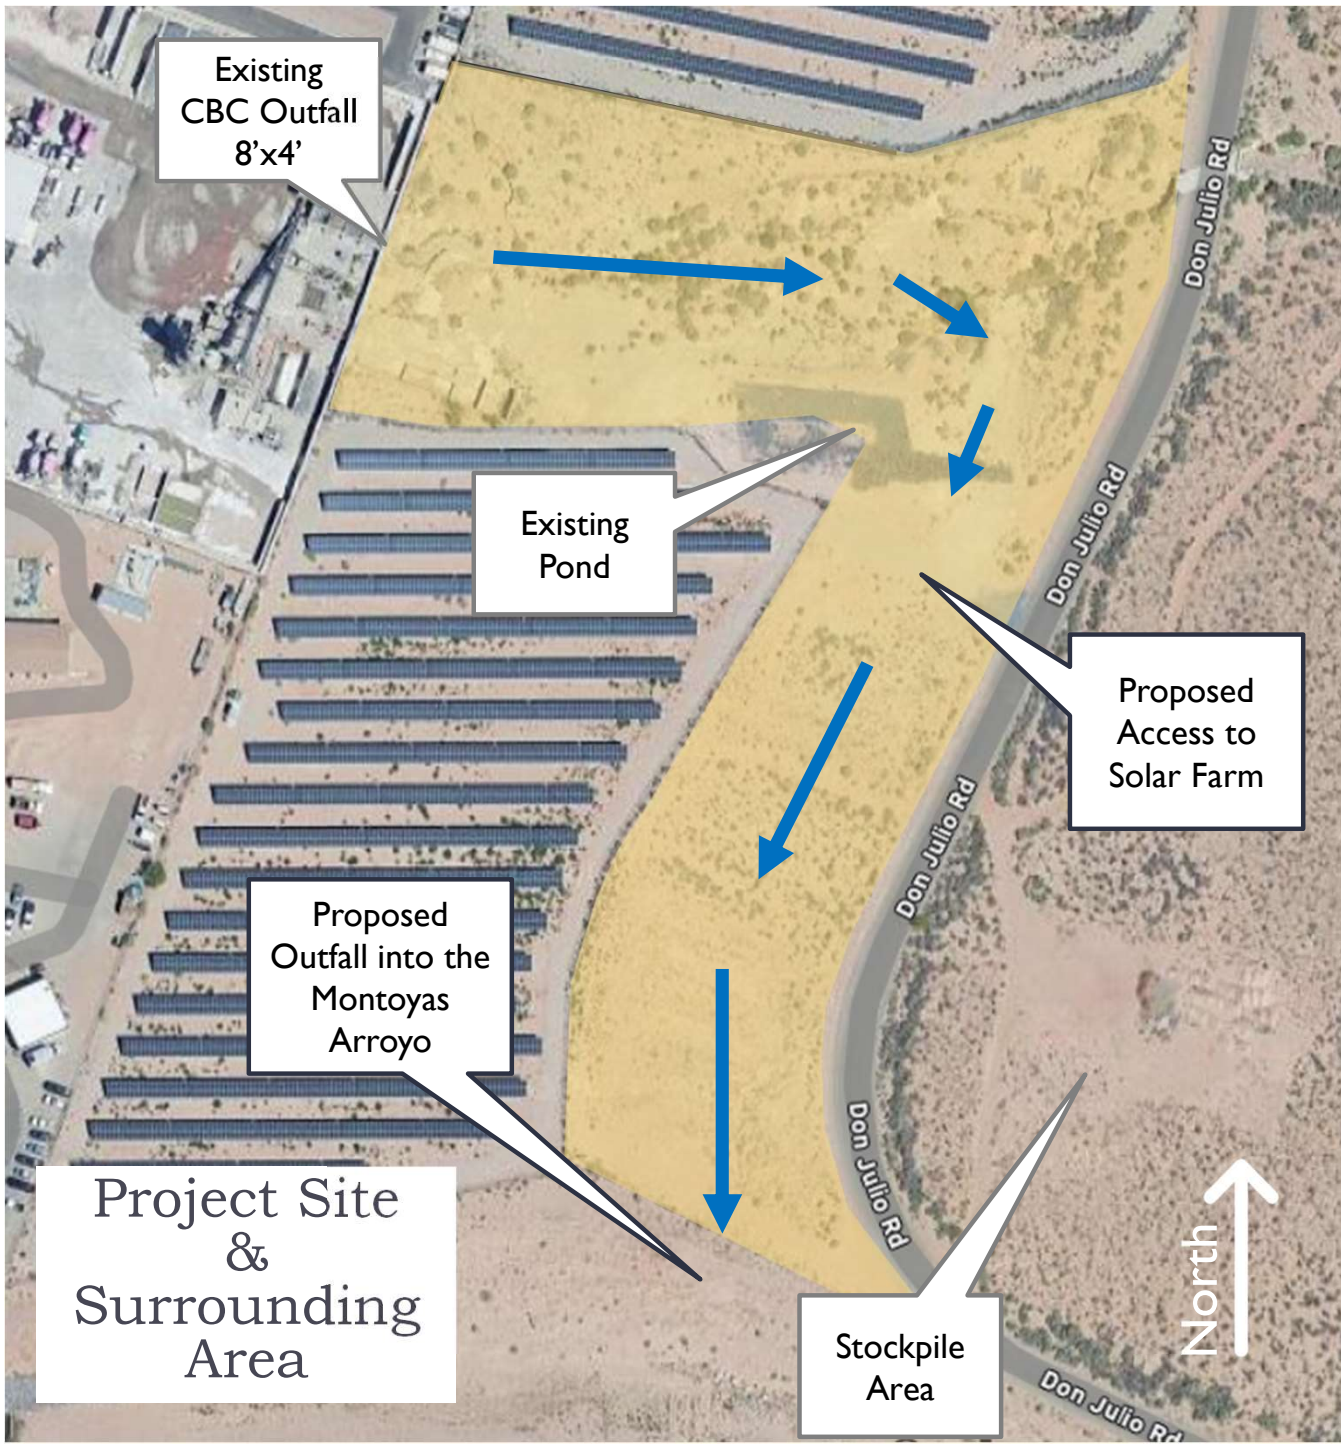 Existing
CBC Outfall
8'x4'
Don Julio Rd
Existing
Pond
Don Julio Rd
Proposed
Access to
Solar Farm
Don Julio Rd
Proposed
Outfall into the
Montoyas
Arroyo
Don Julio Rd
Project Site
&
Surrounding
Area
North
Stockpile
Area
Don Julio Rd